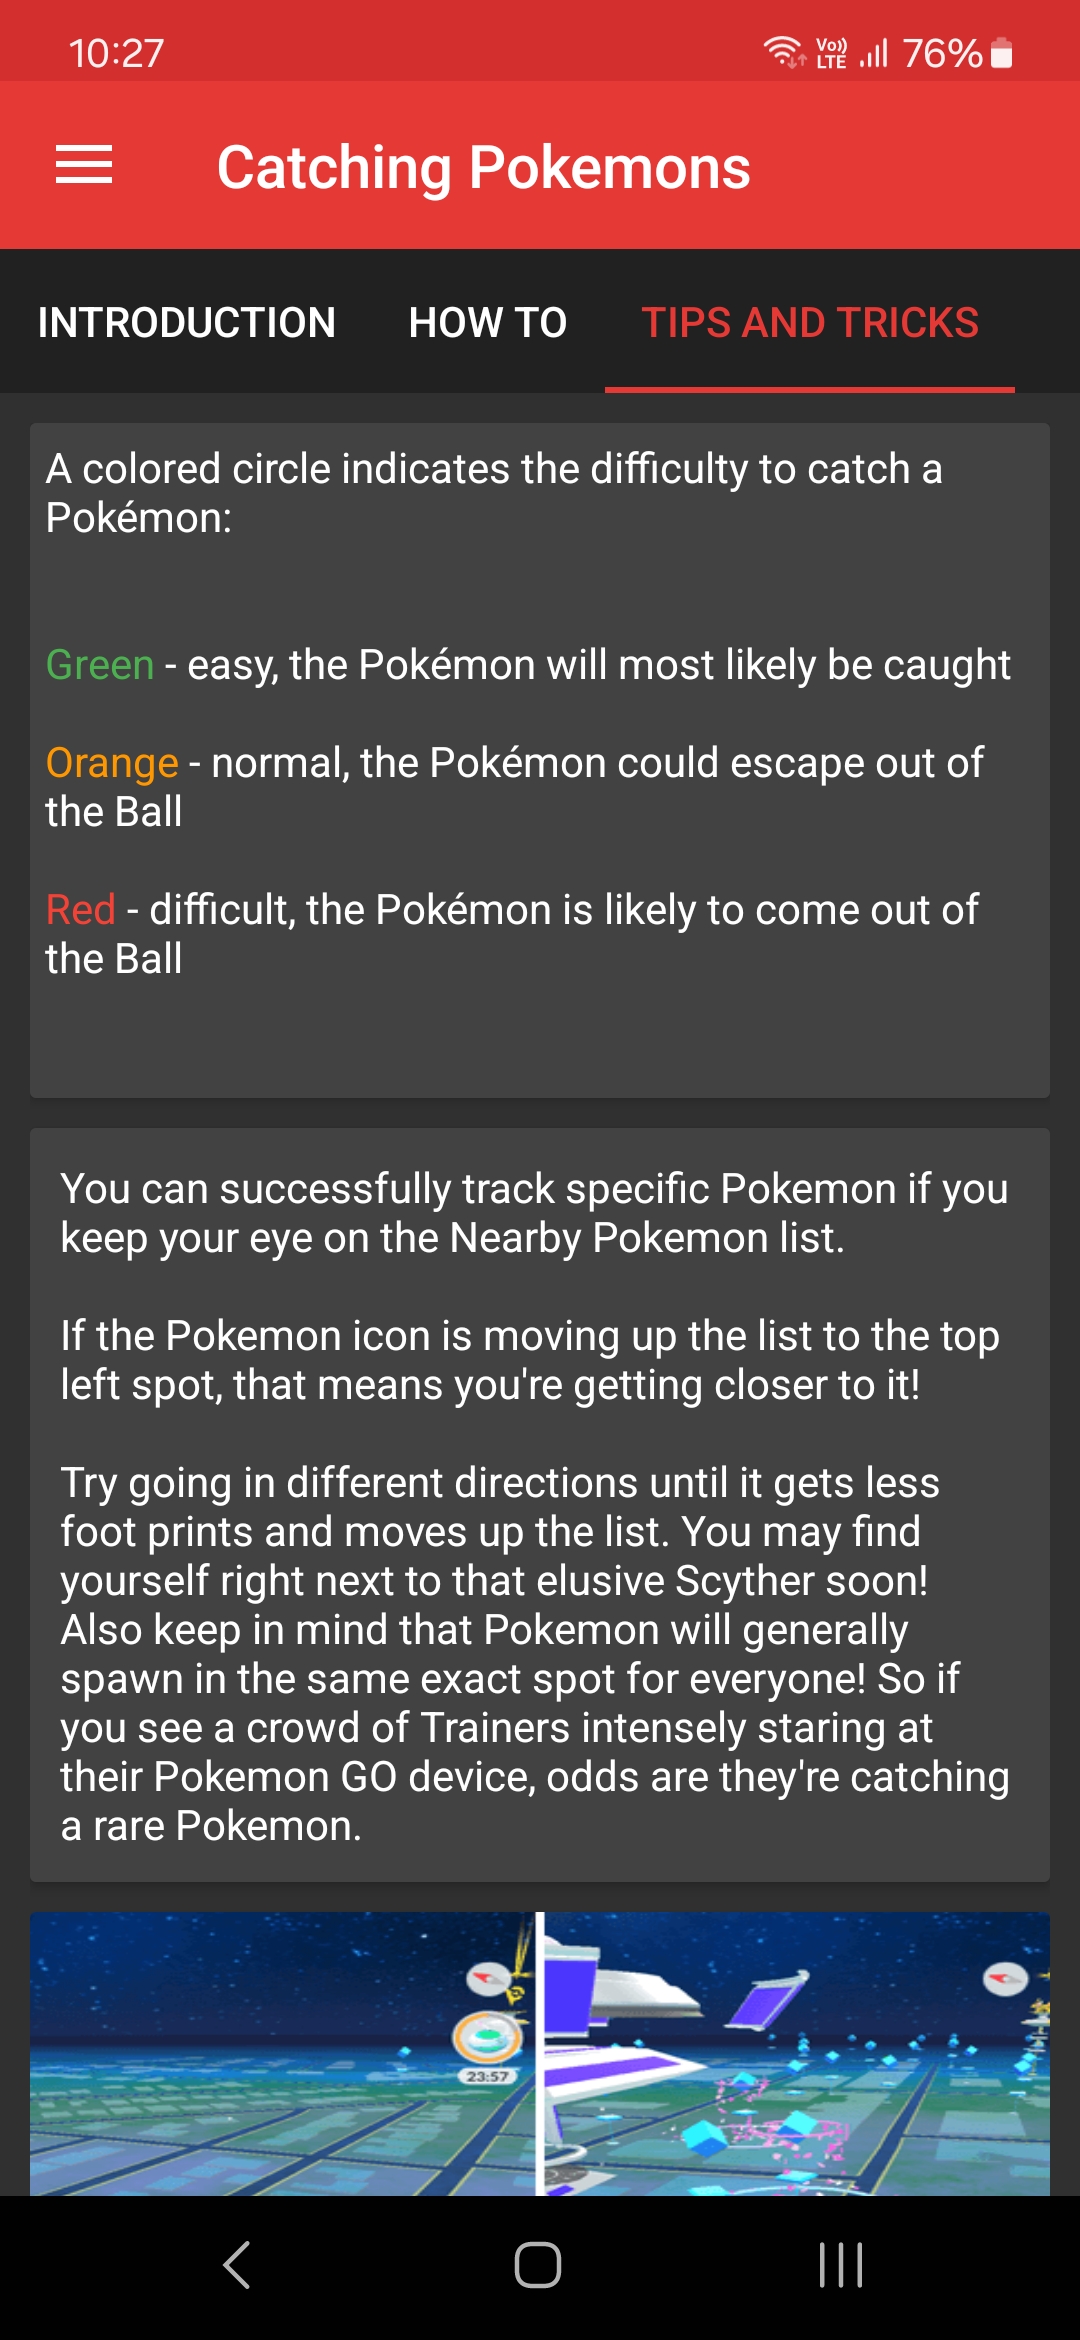 10:27
Vo)) LTE 76%
Catching Pokemons
INTRODUCTION HOW TO TIPS AND TRICKS
A colored circle indicates the difficulty to catch a
Pokémon:
Green - easy, the Pokémon will most likely be caught
Orange - normal, the Pokémon could escape out of
the Ball
Red - difficult, the Pokémon is likely to come out of
the Ball
You can successfully track specific Pokemon if you
keep your eye on the Nearby Pokemon list.
If the Pokemon icon is moving up the list to the top
left spot, that means you're getting closer to it!
Try going in different directions until it gets less
foot prints and moves up the list. You may find
yourself right next to that elusive Scyther soon!
Also keep in mind that Pokemon will generally
spawn in the same exact spot for everyone! So if
you see a crowd of Trainers intensely staring at
their Pokemon GO device, odds are they're catching
a rare Pokemon.
23:57